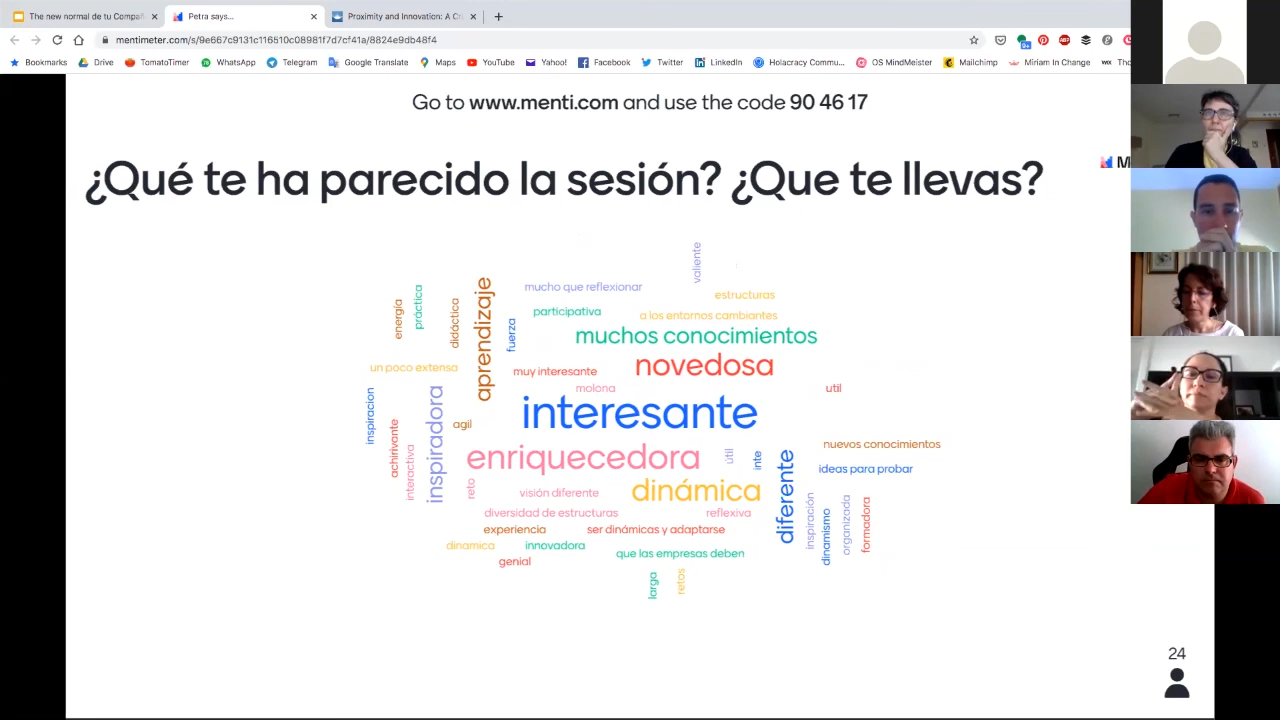 The new normal de tu Compañ
Petra says...
Proximity and Innovation: A Cri
mentimeter.com/s/9e667c9131c116510c08981f7d7cf41a/8824e9db48f4
Bookmarks Drive TomatoTimer WhatsApp Telegram Google Translate Maps YouTube Yahoo! Facebook Twitter LinkedIn Holacracy Commu... OS MindMeister Mailchimp Miriam In Change
Go to www.menti.com and use the code 90 46 17
¿Qué te ha parecido la sesión? ¿Que te llevas?
valiente
mucho que reflexionar
estructuras
energía
práctica
didáctica
aprendizaje
fuerza
participativa
a los entornos cambiantes
muchos conocimientos
un poco extensa
muy interesante
novedosa
molona
util
inspiracion
achirivante
interactiva
inspiradora
agil
interesante
nuevos conocimientos
enriquecedora
útil
inte
diferente
ideas para probar
reto
visión diferente
dinámica
diversidad de estructuras
reflexiva
inspiración
dinamismo
organizada
formadora
experiencia
ser dinámicas y adaptarse
dinamica
innovadora
que las empresas deben
genial
larga
retos
24